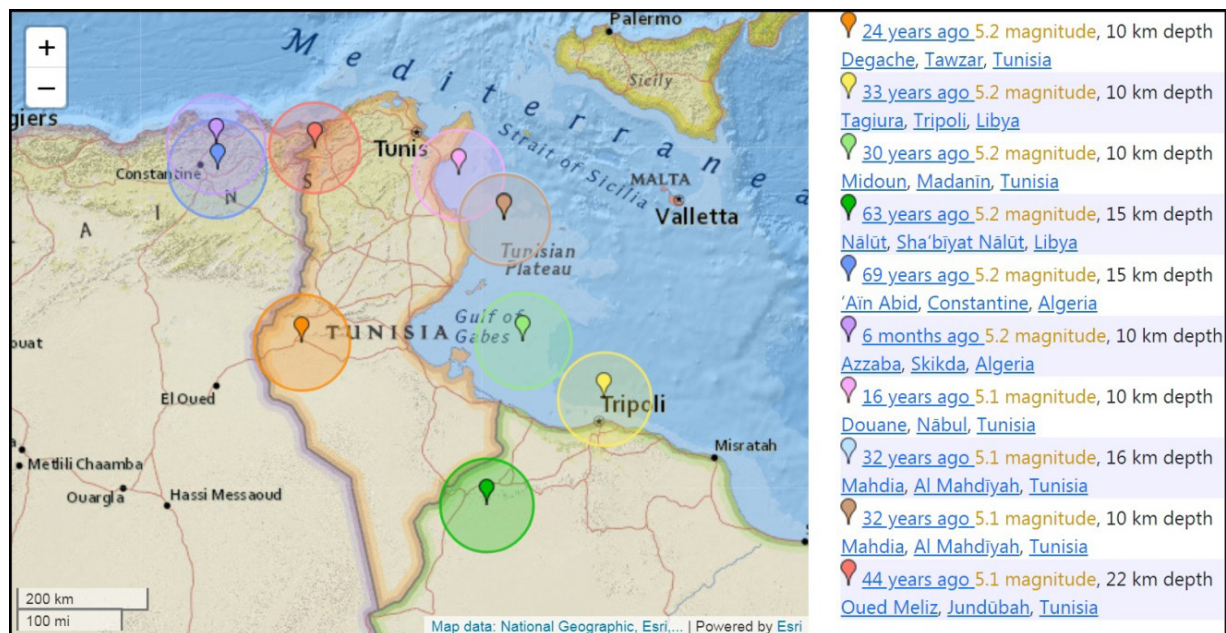 +
−
Palermo
Mediterranea
Sicily
giers
Tunis
Strait of Sicilia
Constantine
MALTA
Valletta
S
N
I
A
Tunisian
Plateau
Gulf of
Gabes
TUNISIA
ouat
El Oued
Tripoli
Misratah
Metlili Chaamba
Ouargla
Hassi Messaoud
200 km
100 mi
Map data: National Geographic, Esri,... | Powered by Esri
24 years ago 5.2 magnitude, 10 km depth
Degache, Tawzar, Tunisia
33 years ago 5.2 magnitude, 10 km depth
Tagiura, Tripoli, Libya
30 years ago 5.2 magnitude, 10 km depth
Midoun, Madanīn, Tunisia
63 years ago 5.2 magnitude, 15 km depth
Nālūt, Sha‘bīyat Nālūt, Libya
69 years ago 5.2 magnitude, 15 km depth
’Aïn Abid, Constantine, Algeria
6 months ago 5.2 magnitude, 10 km depth
Azzaba, Skikda, Algeria
16 years ago 5.1 magnitude, 10 km depth
Douane, Nābul, Tunisia
32 years ago 5.1 magnitude, 16 km depth
Mahdia, Al Mahdīyah, Tunisia
32 years ago 5.1 magnitude, 10 km depth
Mahdia, Al Mahdīyah, Tunisia
44 years ago 5.1 magnitude, 22 km depth
Oued Meliz, Jundūbah, Tunisia